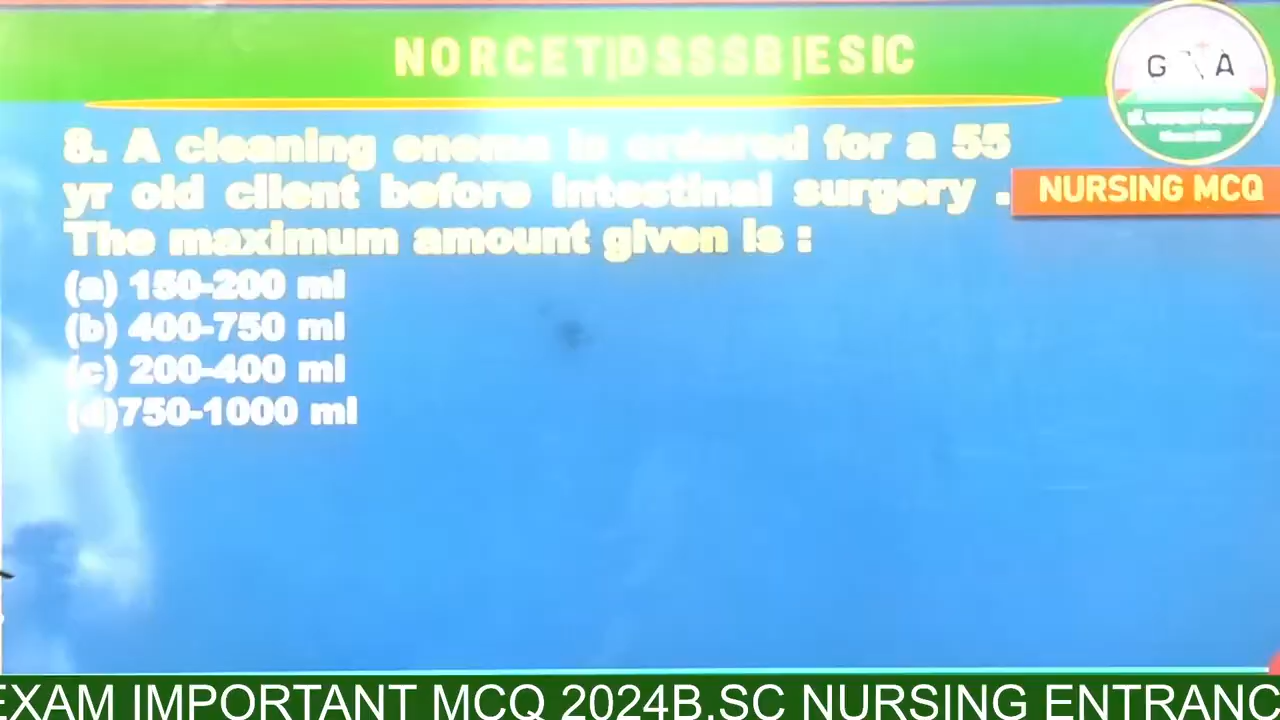 NORCET|DSSSB|ESIC
G A
8. A cleaning enema is ordered for a 55
yr old client before intestinal surgery .
NURSING MCQ
The maximum amount given is :
(a) 150-200 ml
(b) 400-750 ml
(c) 200-400 ml
(d)750-1000 ml
EXAM IMPORTANT MCQ 2024B.SC NURSING ENTRANC